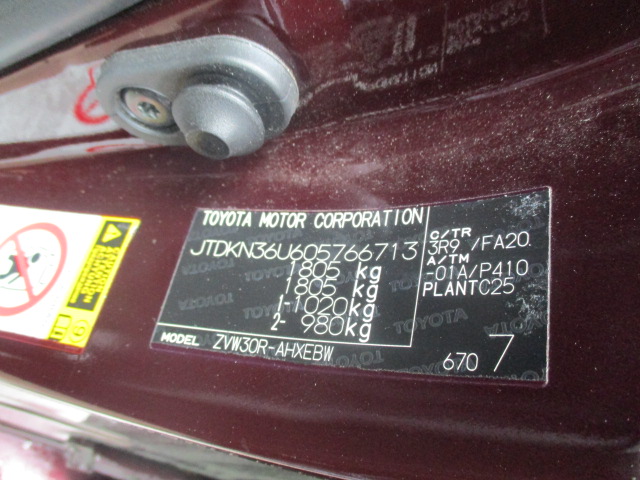 TOYOTA MOTOR CORPORATION
JTDKN36U605766713
1805 kg
1805 kg
1-1020kg
2- 980kg
MODEL ZVW30R-AHXEBW
C/TR
3R9 /FA20
A/TM
-01A/P410
PLANTC25
670 7